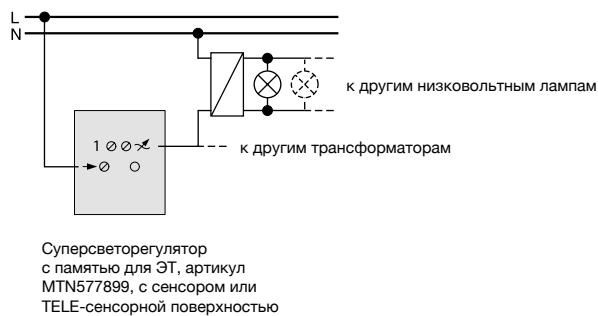 L
N
к другим низковольтным лампам
1
к другим трансформаторам
Суперсветорегулятор
с памятью для ЭТ, артикул
MTN577899, с сенсором или
TELE-сенсорной поверхностью